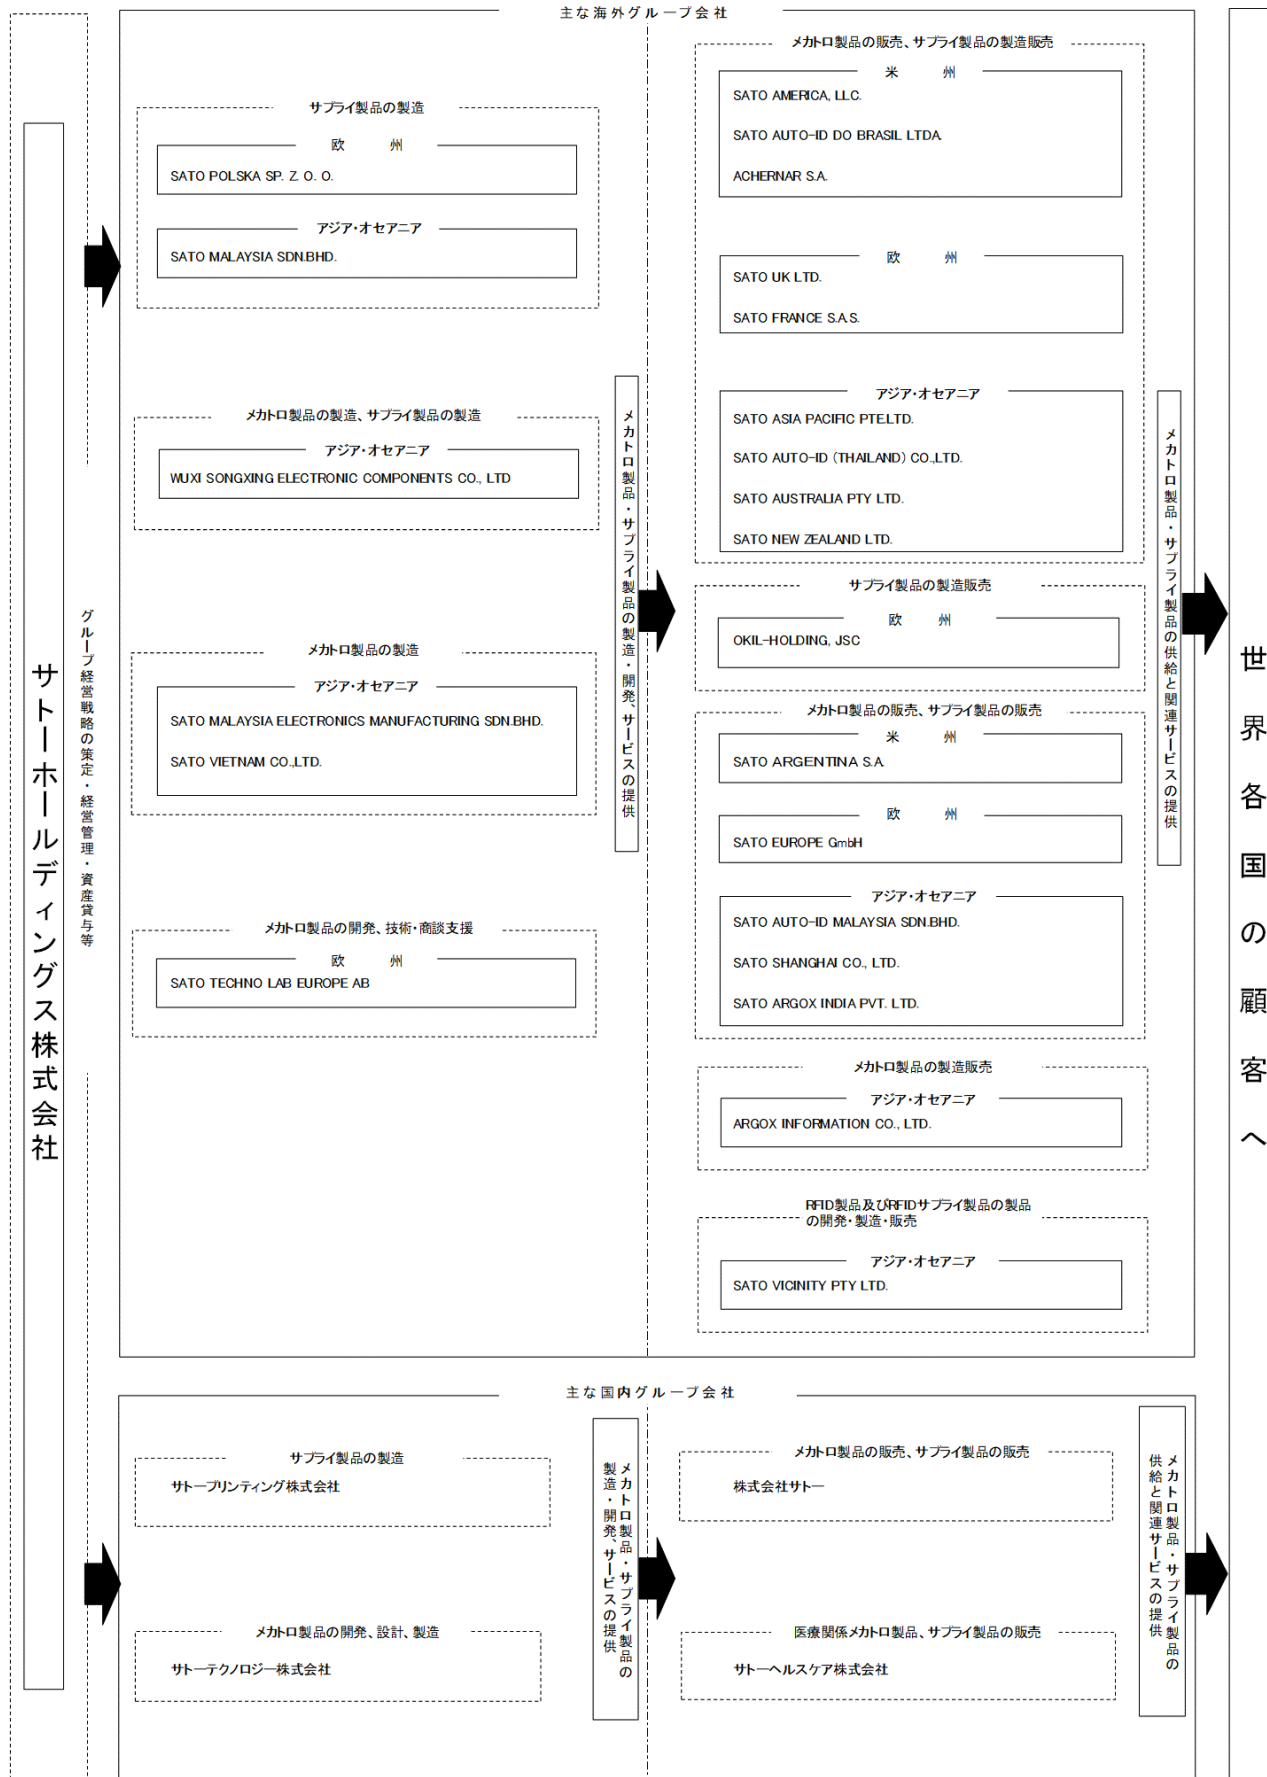 サトーホールディングス株式会社
グループ経営戦略の策定・経営管理・資産貸与等
主な海外グループ会社
サプライ製品の製造
欧　州
SATO POLSKA SP. Z. O. O.
アジア・オセアニア
SATO MALAYSIA SDN.BHD.
メカトロ製品の製造、サプライ製品の製造
アジア・オセアニア
WUXI SONGXING ELECTRONIC COMPONENTS CO., LTD
メカトロ製品の製造
アジア・オセアニア
SATO MALAYSIA ELECTRONICS MANUFACTURING SDN.BHD.
SATO VIETNAM CO.,LTD.
メカトロ製品の開発、技術・商談支援
欧　州
SATO TECHNO LAB EUROPE AB
メカトロ製品・サプライ製品の製造・開発、サービスの提供
メカトロ製品の販売、サプライ製品の製造販売
米　州
SATO AMERICA, LLC.
SATO AUTO-ID DO BRASIL LTDA.
ACHERNAR S.A.
欧　州
SATO UK LTD.
SATO FRANCE S.A.S.
アジア・オセアニア
SATO ASIA PACIFIC PTE.LTD.
SATO AUTO-ID (THAILAND) CO.,LTD.
SATO AUSTRALIA PTY LTD.
SATO NEW ZEALAND LTD.
サプライ製品の製造販売
欧　州
OKIL-HOLDING, JSC
メカトロ製品の販売、サプライ製品の販売
米　州
SATO ARGENTINA S.A.
欧　州
SATO EUROPE GmbH
アジア・オセアニア
SATO AUTO-ID MALAYSIA SDN.BHD.
SATO SHANGHAI CO., LTD.
SATO ARGOX INDIA PVT. LTD.
メカトロ製品の製造販売
アジア・オセアニア
ARGOX INFORMATION CO., LTD.
RFID製品及びRFIDサプライ製品の製品
の開発・製造・販売
アジア・オセアニア
SATO VICINITY PTY LTD.
メカトロ製品・サプライ製品の供給と関連サービスの提供
世界各国の顧客へ
主な国内グループ会社
サプライ製品の製造
サトープリンティング株式会社
メカトロ製品の開発、設計、製造
サトーテクノロジー株式会社
メカトロ製品・サプライ製品の
製造・開発、サービスの提供
メカトロ製品の販売、サプライ製品の販売
株式会社サトー
医療関係メカトロ製品、サプライ製品の販売
サトーヘルスケア株式会社
メカトロ製品・サプライ製品の
供給と関連サービスの提供